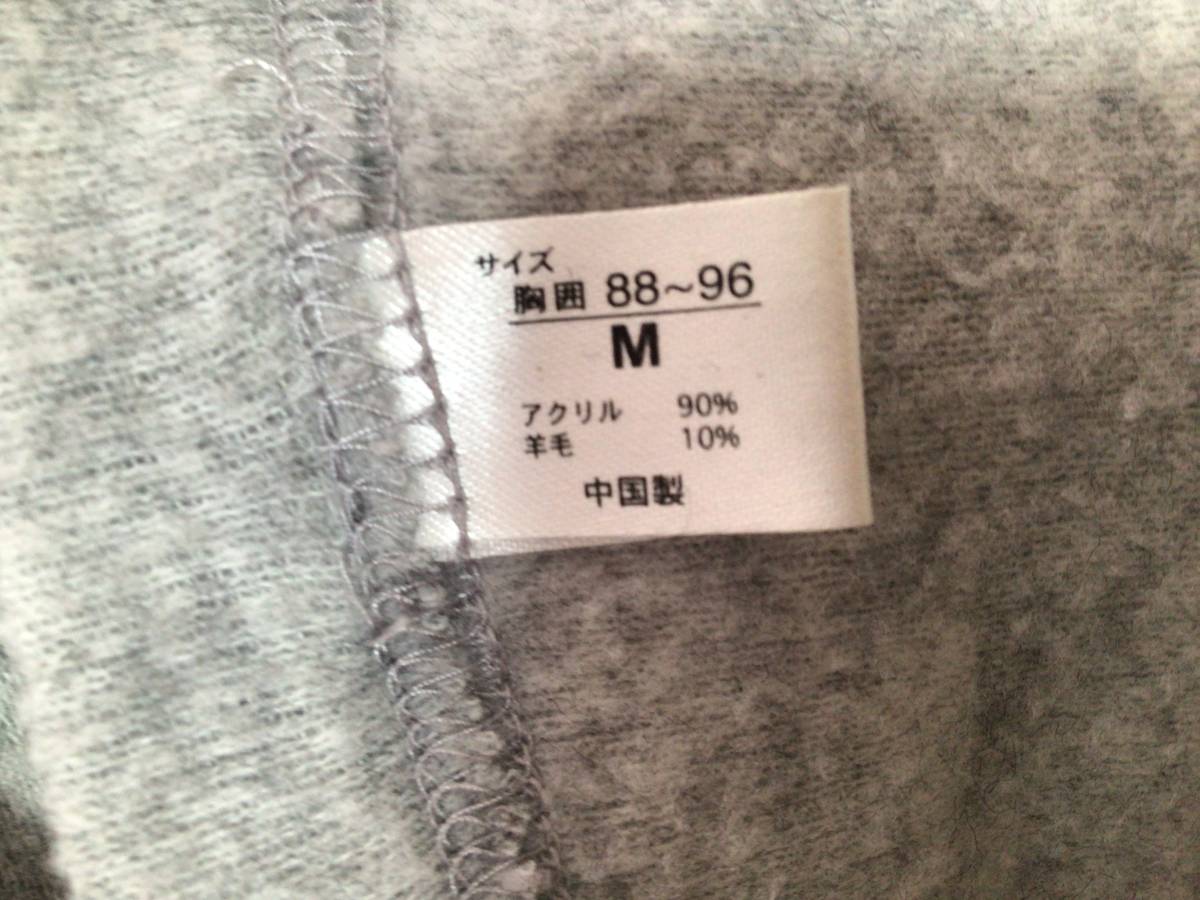 サイズ
胸囲 88~96
M
アクリル 90%
羊毛 10%
中国製